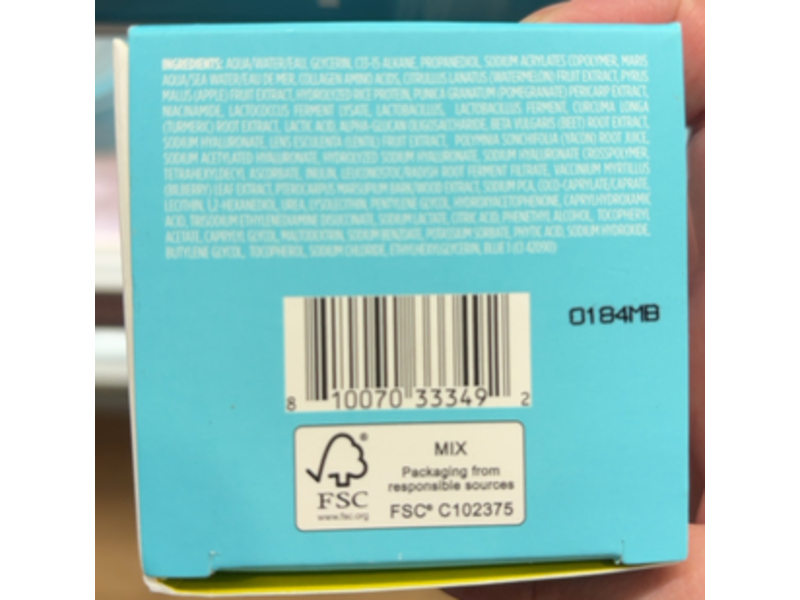 INGREDIENTS: AQUA/WATER/EAU, GLYCERIN, C13-15 ALKANE, PROPANEDIOL, SODIUM ACRYLATES COPOLYMER, MARIS
AQUA/SEA WATER/EAU DE MER, COLLAGEN AMINO ACIDS, CITRULLUS LANATUS (WATERMELON) FRUIT EXTRACT, PYRUS
MALUS (APPLE) FRUIT EXTRACT, HYDROLYZED RICE PROTEIN, PUNICA GRANATUM (POMEGRANATE) PERICARP EXTRACT,
NIACINAMIDE, LACTOCOCCUS FERMENT LYSATE, LACTOBACILLUS, LACTOBACILLUS FERMENT, CURCUMA LONGA
(TURMERIC) ROOT EXTRACT, LACTIC ACID, ALPHA-GLUCAN OLIGOSACCHARIDE, BETA VULGARIS (BEET) ROOT EXTRACT,
SODIUM HYALURONATE, LENS ESCULENTA (LENTIL) FRUIT EXTRACT, POLYMNIA SONCHIFOLIA (YACON) ROOT JUICE,
SODIUM ACETYLATED HYALURONATE, HYDROLYZED SODIUM HYALURONATE, SODIUM HYALURONATE CROSSPOLYMER,
TETRAHEXYLDECYL ASCORBATE, INULIN, LEUCONOSTOC/RADISH ROOT FERMENT FILTRATE, VACCINIUM MYRTILLUS
(BILBERRY) LEAF EXTRACT, PTEROCARPUS MARSUPIUM BARK/WOOD EXTRACT, SODIUM PCA, COCO-CAPRYLATE/CAPRATE,
LECITHIN, 1,2-HEXANEDIOL, UREA, LYSOLECITHIN, PENTYLENE GLYCOL, HYDROXYACETOPHENONE, CAPRYLHYDROXAMIC
ACID, TRISODIUM ETHYLENEDIAMINE DISUCCINATE, SODIUM LACTATE, CITRIC ACID, PHENETHYL ALCOHOL, TOCOPHERYL
ACETATE, CAPRYLYL GLYCOL, MALTODEXTRIN, SODIUM BENZOATE, POTASSIUM SORBATE, PHYTIC ACID, SODIUM HYDROXIDE,
BUTYLENE GLYCOL, TOCOPHEROL, SODIUM CHLORIDE, ETHYLHEXYLGLYCERIN, BLUE 1 (CI 42090)
0184MB
8 10070 33349 2
MIX
Packaging from
responsible sources
FSC® C102375
®
FSC
www.fsc.org